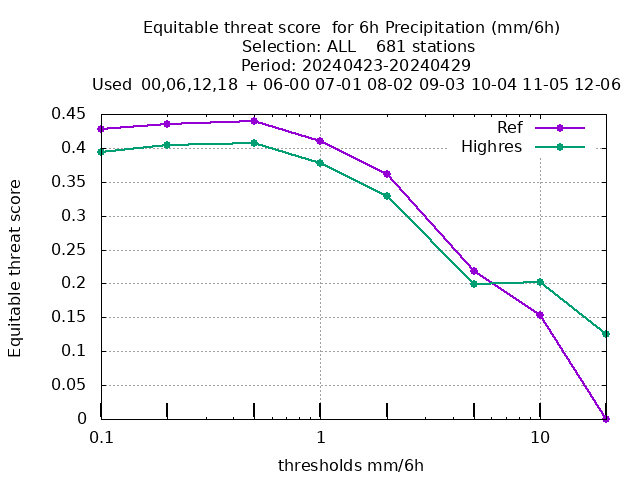 Equitable threat score  for 6h Precipitation (mm/6h)
Selection: ALL    681 stations
Period: 20240423-20240429
Used  00,06,12,18  + 06-00 07-01 08-02 09-03 10-04 11-05 12-06
Ref
Highres
0.45
0.4
0.35
0.3
0.25
0.2
0.15
0.1
0.05
0
Equitable threat score
0.1 1 10
thresholds mm/6h